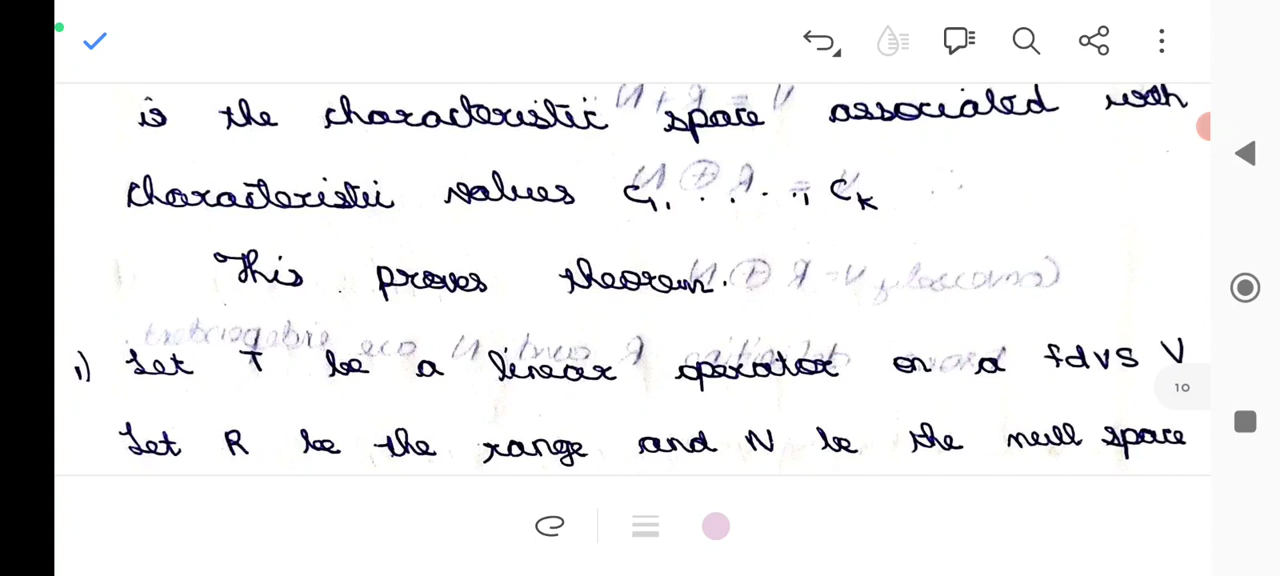 is the characteristic space associated with
characteristic values C₁, . . . , Cₖ
This proves theorem.
1) Let T be a linear operator on a fdvs V
10
Let R be the range and N be the null space